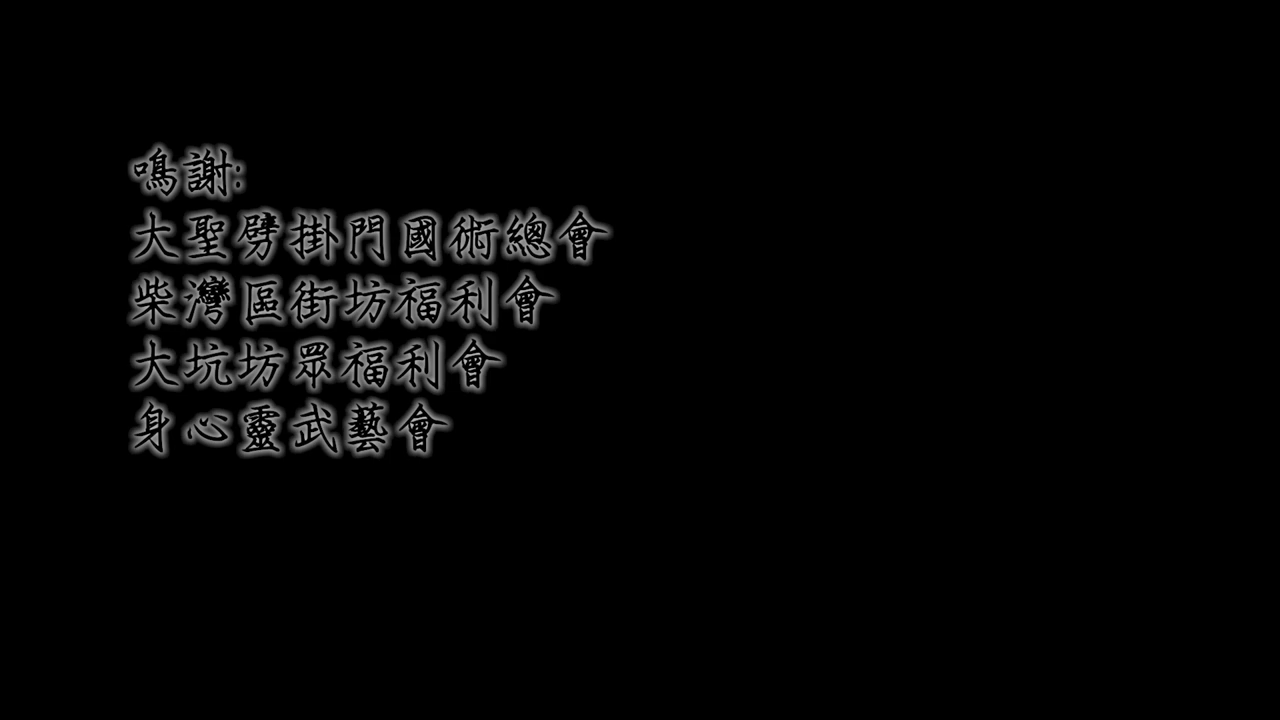 鳴謝:
大聖劈掛門國術總會
柴灣區街坊福利會
大坑坊眾福利會
身心靈武藝會